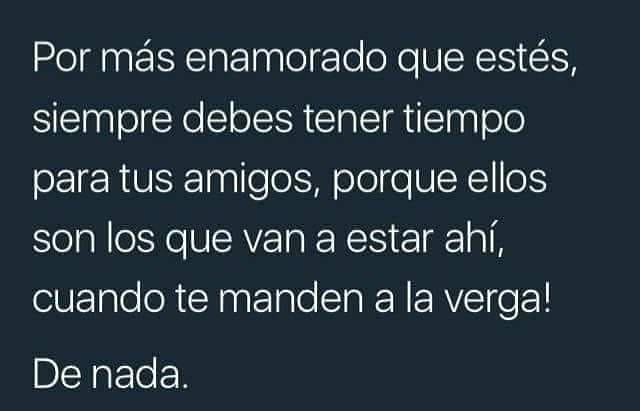 Por más enamorado que estés,
siempre debes tener tiempo
para tus amigos, porque ellos
son los que van a estar ahí,
cuando te manden a la verga!
De nada.